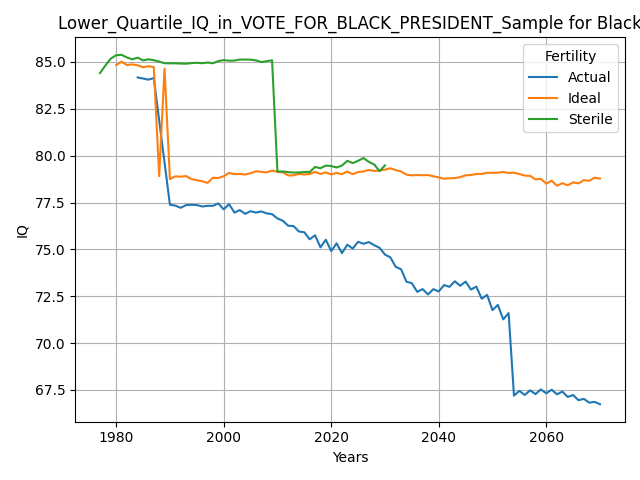 Lower_Quartile_IQ_in_VOTE_FOR_BLACK_PRESIDENT_Sample for Black
Fertility
Actual
Ideal
Sterile
IQ
85.0
82.5
80.0
77.5
75.0
72.5
70.0
67.5
1980 2000 2020 2040 2060
Years